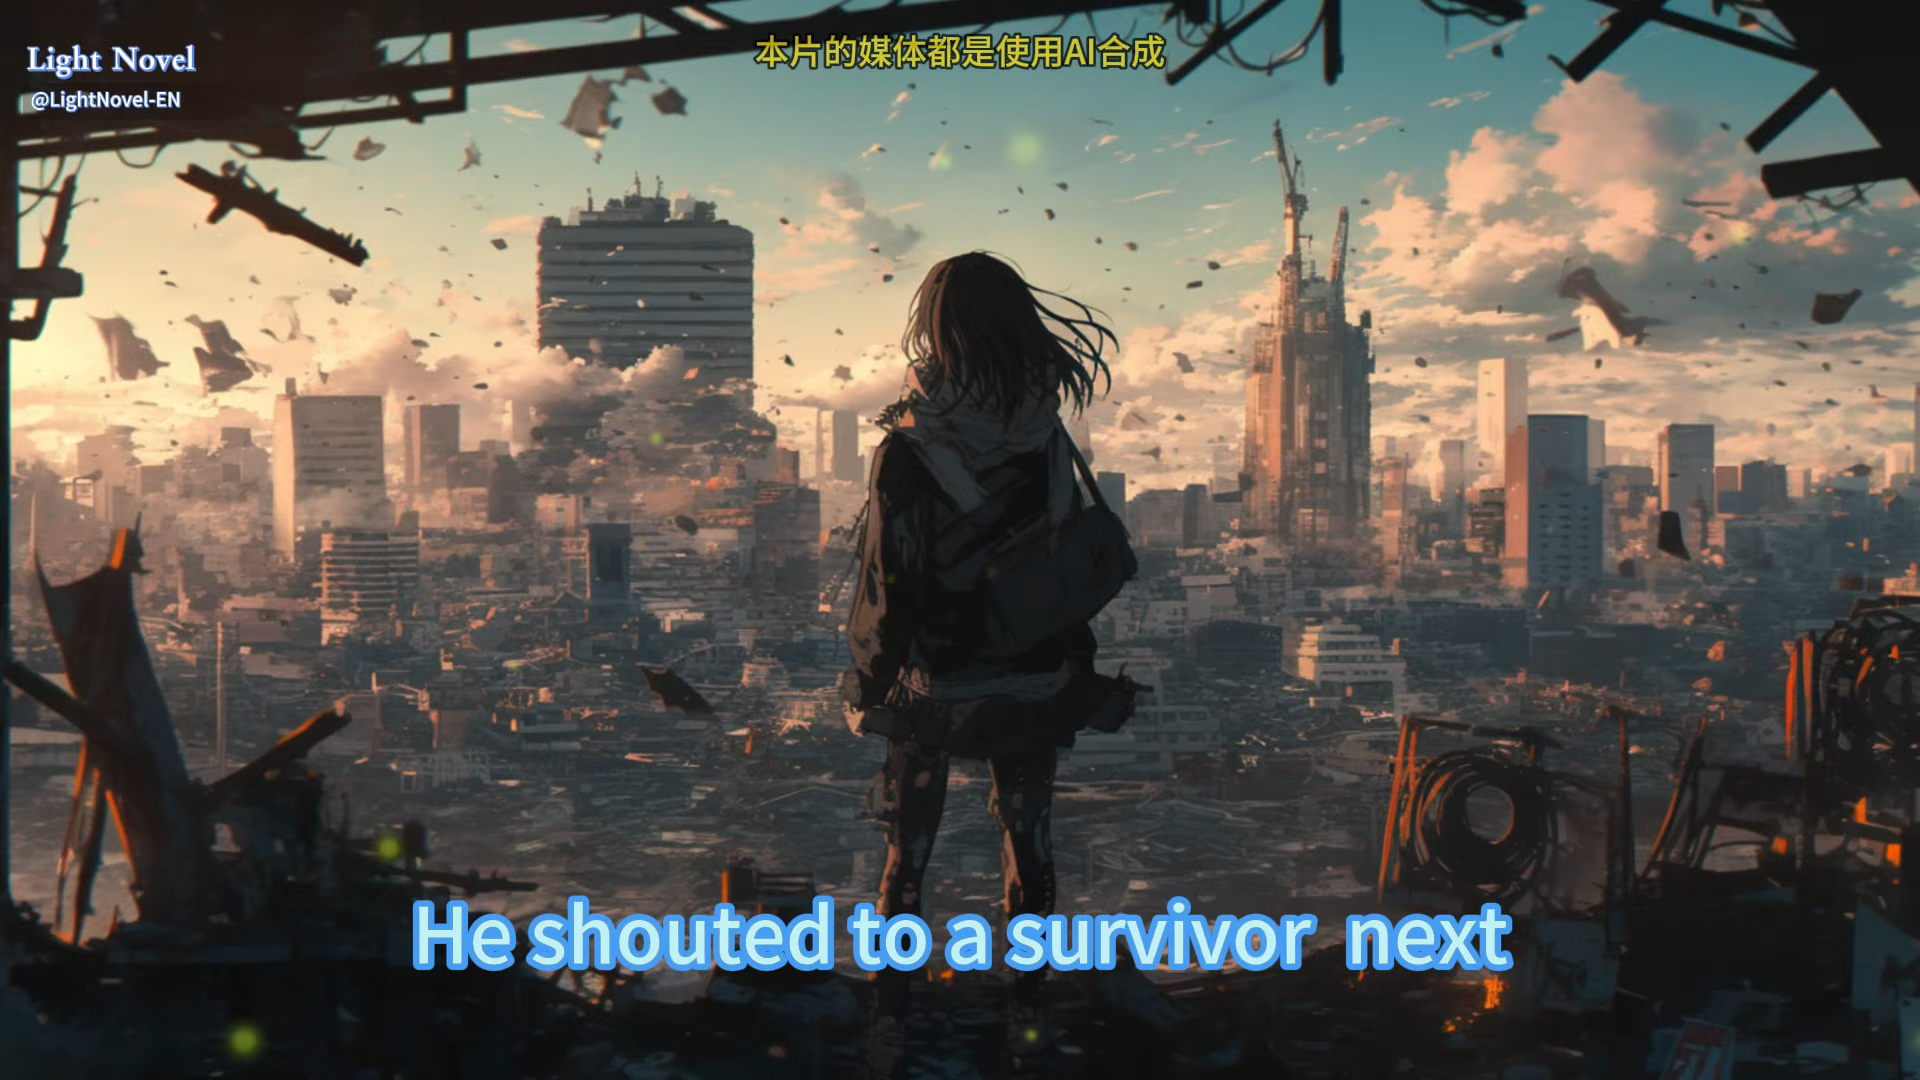 Light Novel
@LightNovel-EN
本片的媒体都是使用AI合成
He shouted to a survivor next